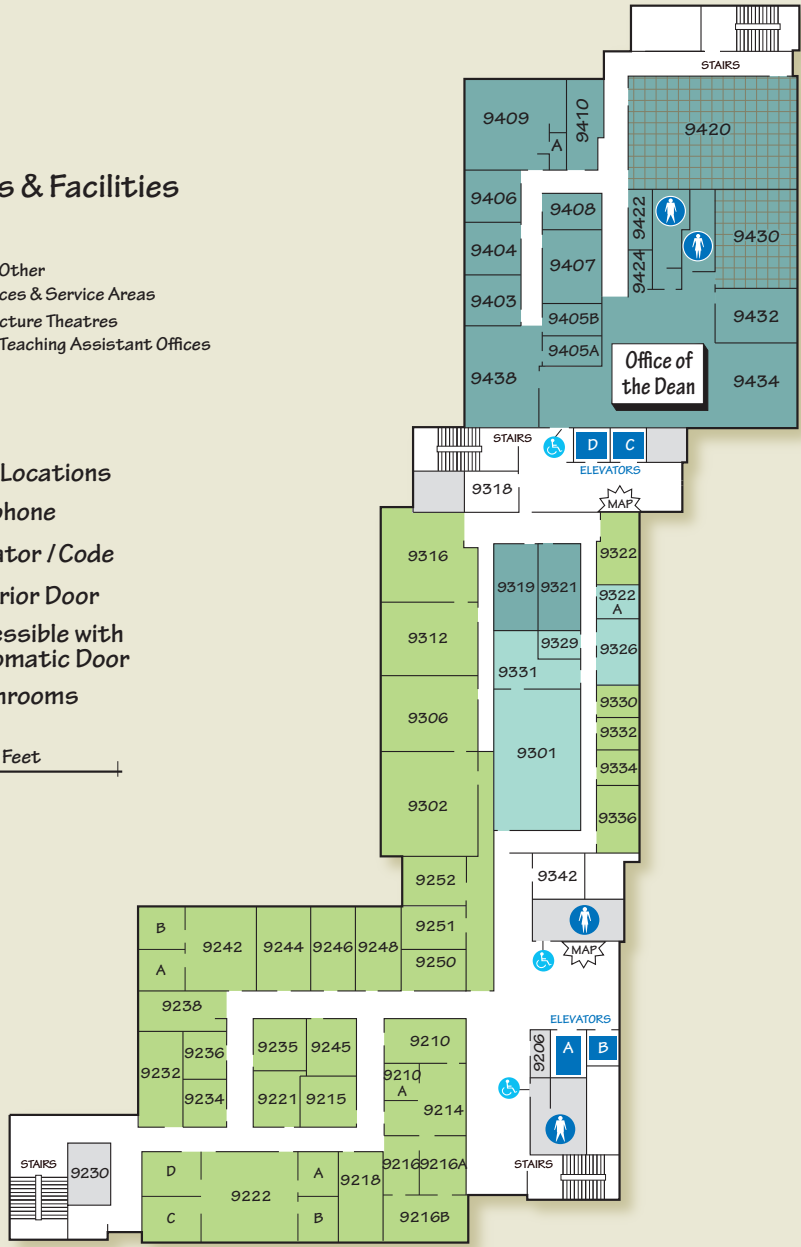 STAIRS
9409
A
9410
9420
s & Facilities
9406
9408
9422
9430
9404
9407
9424
Other
ces & Service Areas
cture Theatres
Teaching Assistant Offices
9403
9405B
9405A
9432
9438
Office of
the Dean
9434
STAIRS
D
C
ELEVATORS
Locations
phone
ator / Code
rior Door
essible with
omatic Door
hrooms
Feet
9318
MAP
9316
9319
9321
9322
9322
A
9312
9329
9331
9326
9306
9330
9301
9332
9334
9302
9336
9252
9342
B
A
9242
9244
9246
9248
9251
9250
MAP
9238
ELEVATORS
9206
A
B
9232
9236
9234
9235
9245
9221
9215
9210
9210
A
9214
STAIRS
9230
D
C
9222
A
B
9218
9216
9216A
9216B
STAIRS